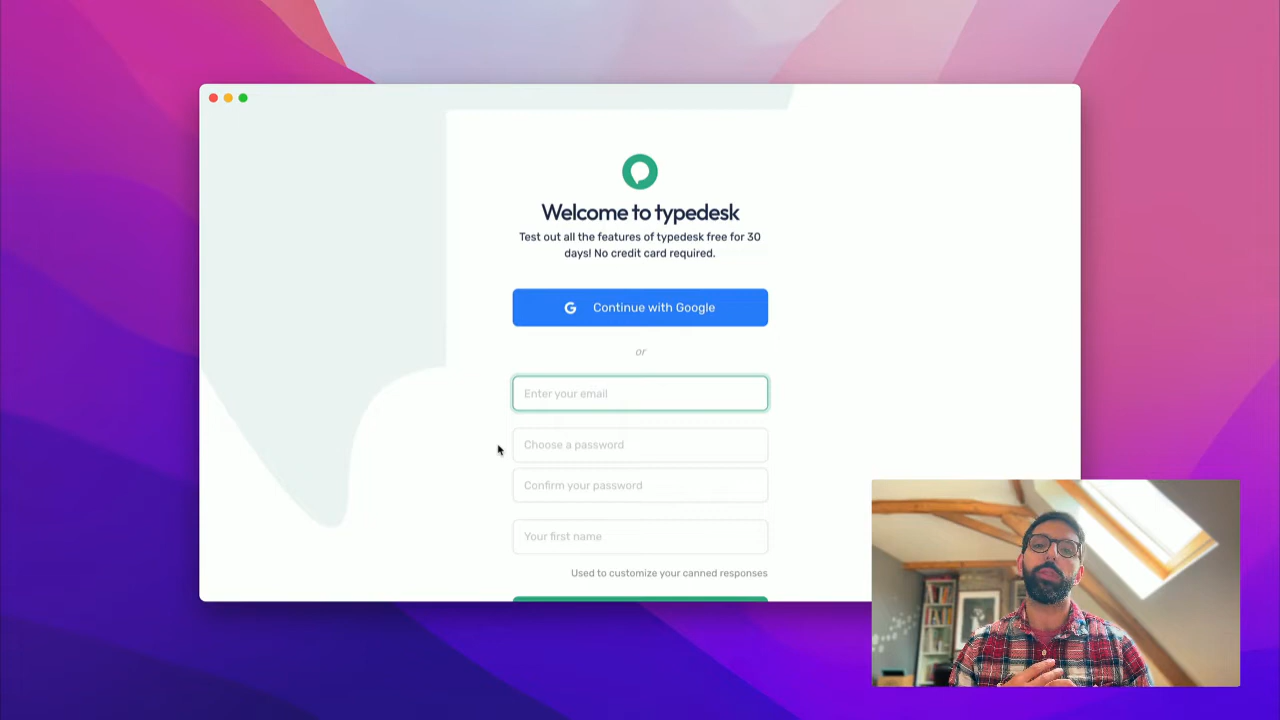 Welcome to typedesk
Test out all the features of typedesk free for 30
days! No credit card required.
G Continue with Google
or
Enter your email
Choose a password
Confirm your password
Your first name
Used to customize your canned responses